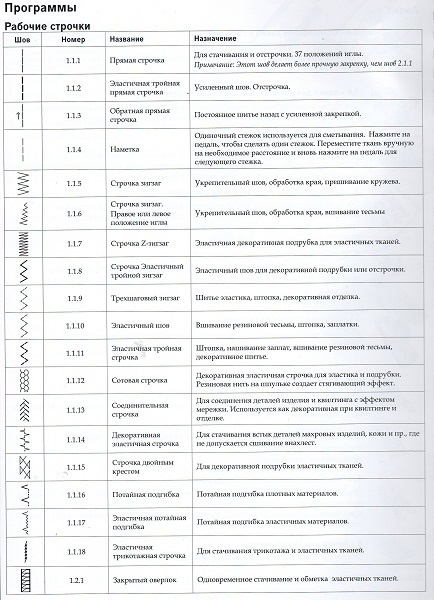 Программы
Рабочие строчки
Шов Номер Название Назначение
1.1.1 Прямая строчка Для стачивания и отстрочки. 37 положений иглы.
Примечание: Этот шов делает более прочную закрепку, чем шов 2.1.1
1.1.2 Эластичная тройная прямая строчка Усиленный шов. Отстрочка.
1.1.3 Обратная прямая строчка Постоянное шитье назад с усиленной закрепкой.
1.1.4 Наметка Одиночный стежок используется для сметывания. Нажмите на
педаль, чтобы сделать один стежок. Переместите ткань вручную
на необходимое расстояние и вновь нажмите на педаль для
следующего стежка.
1.1.5 Строчка зигзаг Укрепительный шов, обработка края, пришивание кружева.
1.1.6 Строчка зигзаг.
Правое или левое
положение иглы
Укрепительный шов, обработка края, вшивание тесьмы
1.1.7 Строчка Z-зигзаг Эластичная декоративная подрубка для эластичных тканей.
1.1.8 Строчка Эластичный
тройной зигзаг
Эластичный шов для декоративной подрубки или отстрочки.
1.1.9 Трехшаговый зигзаг Шитье эластика, штопка, декоративная отделка.
1.1.10 Эластичный шов Вшивание резиновой тесьмы, штопка, заплатки.
1.1.11 Эластичная тройная
строчка
Штопка, нашивание заплат, вшивание резиновой тесьмы,
декоративное шитье.
1.1.12 Сотовая строчка Декоративная эластичная строчка для эластика и подрубки.
Резиновая нить на шпульке создает стягивающий эффект.
1.1.13 Соединительная
строчка
Для соединения деталей изделия и квилтинга с эффектом
мережки. Используется как декоративная при квилтинге и
отделке.
1.1.14 Декоративная
эластичная строчка
Для стачивания встык деталей махровых изделий, кожи и пр., где
не допускается сшивание внахлест.
1.1.15 Строчка двойным
крестом
Для декоративной подрубки эластичных тканей.
1.1.16 Потайная подгибка Потайная подгибка плотных материалов.
1.1.17 Эластичная потайная
подгибка
Потайная подгибка эластичных материалов.
1.1.18 Эластичная
трикотажная строчка
Для стачивания трикотажа и эластичных тканей.
1.2.1 Закрытый оверлок Одновременное стачивание и обметка эластичных тканей.